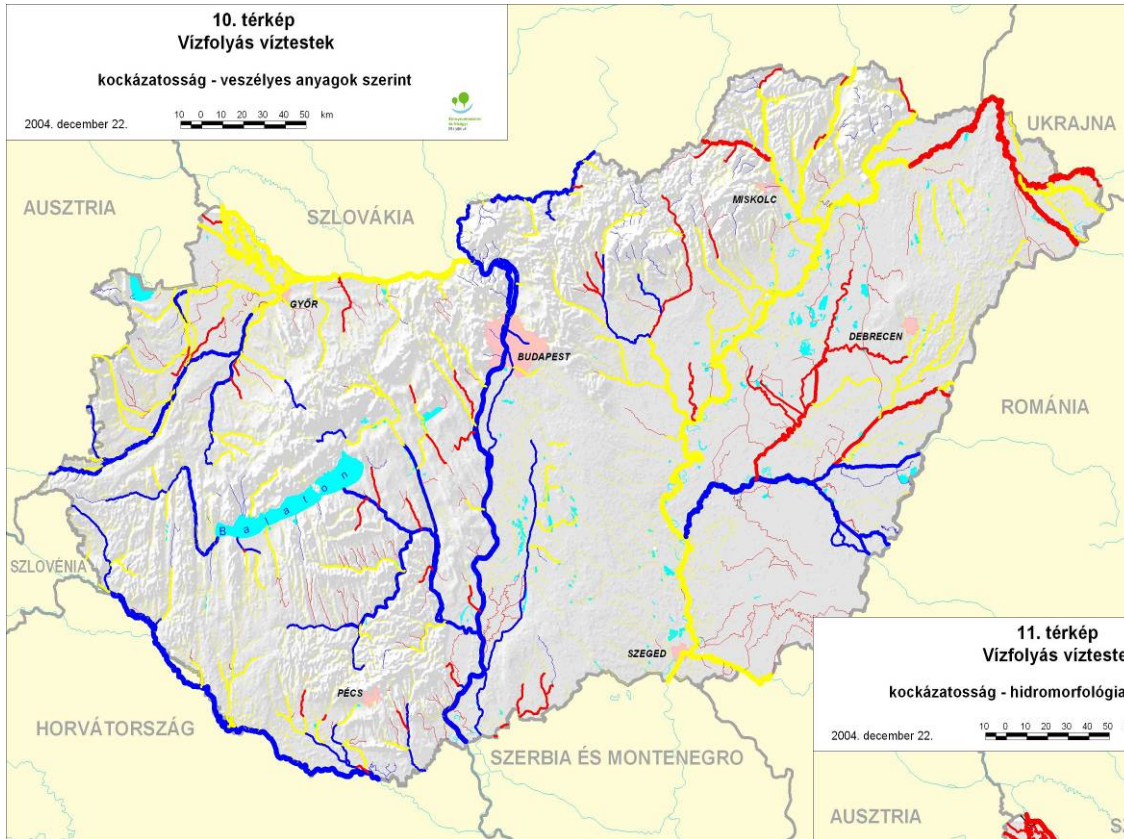 10. térkép
Vízfolyás víztestek
kockázatosság - veszélyes anyagok szerint
2004. december 22.
10 0 10 20 30 40 50 km
UKRAJNA
AUSZTRIA
SZLOVÁKIA
MISKOLC
GYŐR
DEBRECEN
BUDAPEST
ROMÁNIA
Balaton
SZLOVÉNIA
SZEGED
PÉCS
HORVÁTORSZÁG
SZERBIA ÉS MONTENEGRO
11. térkép
Vízfolyás vízteste
kockázatosság - hidromorfológia
10 0 10 20 30 40 50
2004. december 22.
AUSZTRIA